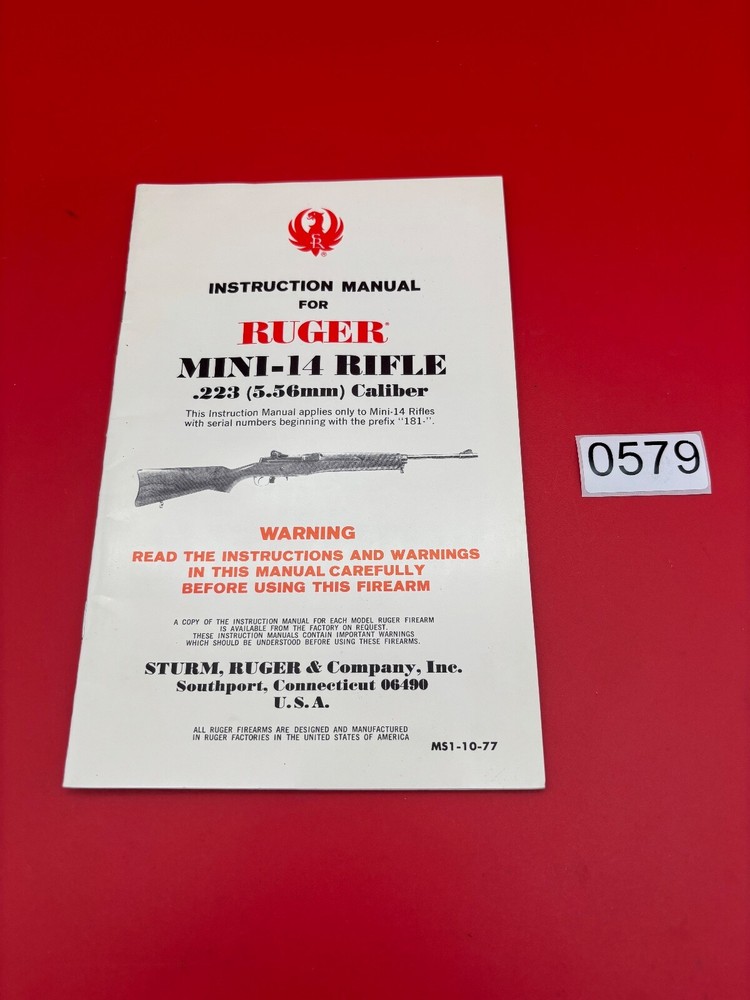 INSTRUCTION MANUAL
FOR
RUGER®
MINI-14 RIFLE
.223 (5.56mm) Caliber
This Instruction Manual applies only to Mini-14 Rifles
with serial numbers beginning with the prefix "181-".
0579
WARNING
READ THE INSTRUCTIONS AND WARNINGS
IN THIS MANUAL CAREFULLY
BEFORE USING THIS FIREARM
A COPY OF THE INSTRUCTION MANUAL FOR EACH MODEL RUGER FIREARM
IS AVAILABLE FROM THE FACTORY ON REQUEST.
THESE INSTRUCTION MANUALS CONTAIN IMPORTANT WARNINGS
WHICH SHOULD BE UNDERSTOOD BEFORE USING THESE FIREARMS.
STURM, RUGER & Company, Inc.
Southport, Connecticut 06490
U.S.A.
ALL RUGER FIREARMS ARE DESIGNED AND MANUFACTURED
IN RUGER FACTORIES IN THE UNITED STATES OF AMERICA
MS1-10-77